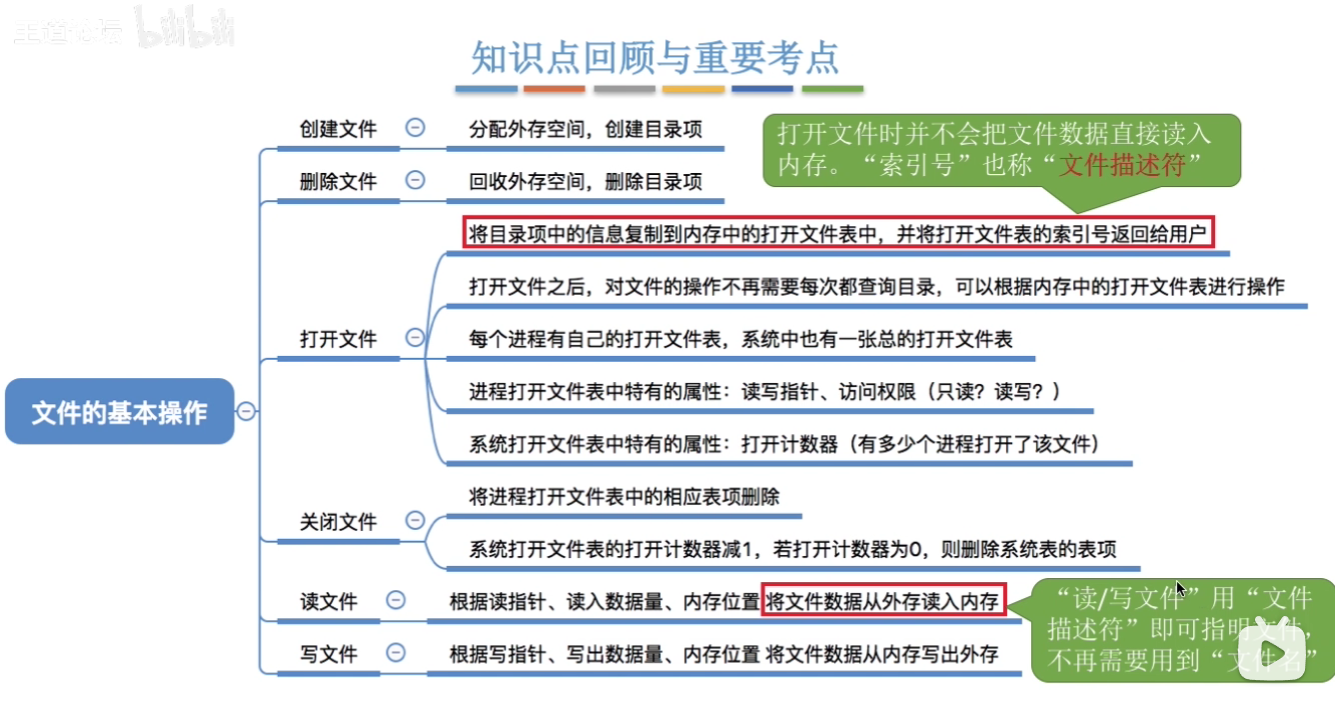 王道论坛 bilibili
知识点回顾与重要考点
创建文件
分配外存空间，创建目录项
打开文件时并不会把文件数据直接读入
内存。“索引号”也称“文件描述符”
删除文件
回收外存空间，删除目录项
将目录项中的信息复制到内存中的打开文件表中，并将打开文件表的索引号返回给用户
打开文件之后，对文件的操作不再需要每次都查询目录，可以根据内存中的打开文件表进行操作
打开文件
每个进程有自己的打开文件表，系统中也有一张总的打开文件表
进程打开文件表中特有的属性：读写指针、访问权限（只读？读写？）
文件的基本操作
系统打开文件表中特有的属性：打开计数器（有多少个进程打开了该文件）
将进程打开文件表中的相应表项删除
关闭文件
系统打开文件表的打开计数器减1，若打开计数器为0，则删除系统表的表项
读文件
根据读指针、读入数据量、内存位置 将文件数据从外存读入内存
“读/写文件”用“文件
描述符”即可指明文件，
不再需要用到“文件名”
写文件
根据写指针、写出数据量、内存位置 将文件数据从内存写出外存